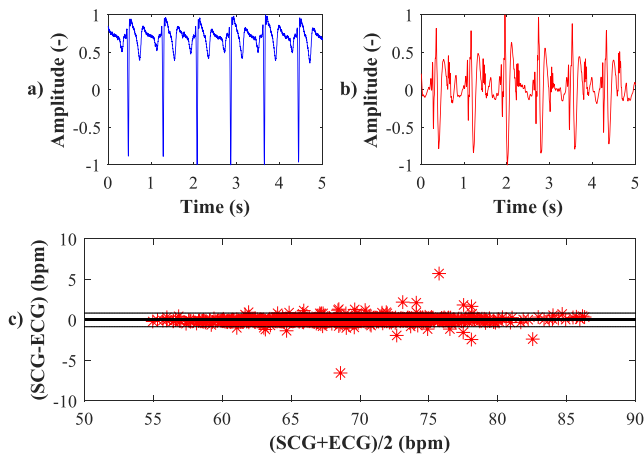 a)
Amplitude (-)
1
0.5
0
-0.5
-1
0 1 2 3 4 5
Time (s)
b)
Amplitude (-)
1
0.5
0
-0.5
-1
0 1 2 3 4 5
Time (s)
c)
(SCG-ECG) (bpm)
10
5
0
-5
-10
50 55 60 65 70 75 80 85 90
(SCG+ECG)/2 (bpm)